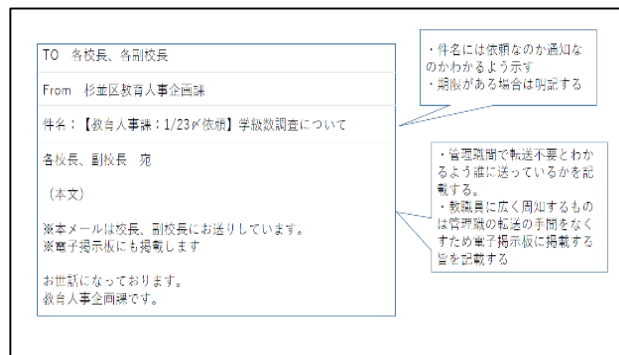 TO 各校長、各副校長
From 杉並区教育人事企画課
件名：【教育人事課：1/23〆依頼】学級数調査について
各校長、副校長 宛
（本文）
※本メールは校長、副校長にお送りしています。
※電子掲示板にも掲載します
お世話になっております。
教育人事企画課です。
・件名には依頼なのか通知な
のかわかるよう示す
・期限がある場合は明記する
・管理職間で転送不要とわか
るよう誰に送っているかを記
載する。
・教職員に広く周知するもの
は管理職の転送の手間をなく
すため電子掲示板に掲載する
旨を記載する